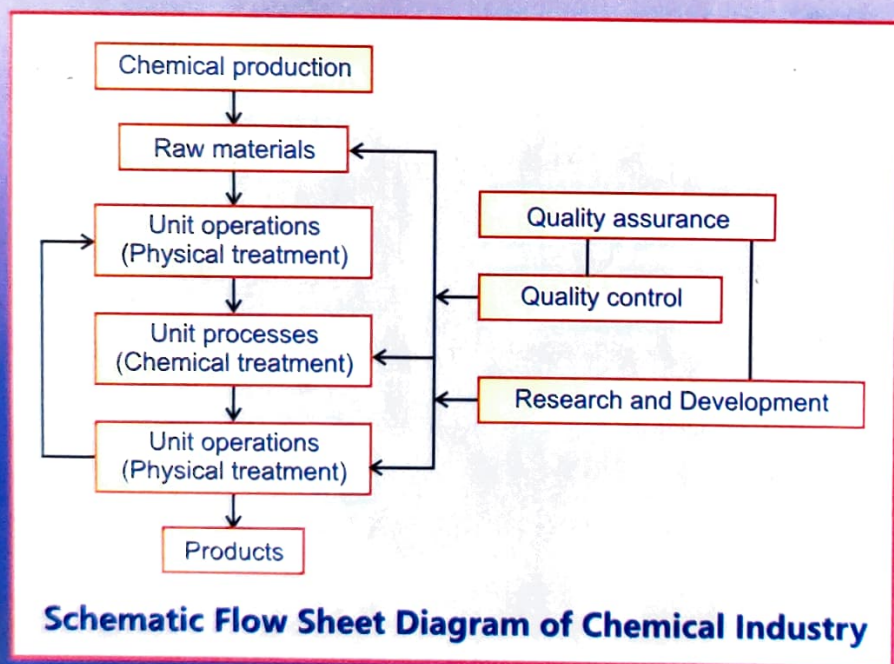 Chemical production
Raw materials
Unit operations
(Physical treatment)
Unit processes
(Chemical treatment)
Unit operations
(Physical treatment)
Products
Quality assurance
Quality control
Research and Development
Schematic Flow Sheet Diagram of Chemical Industry